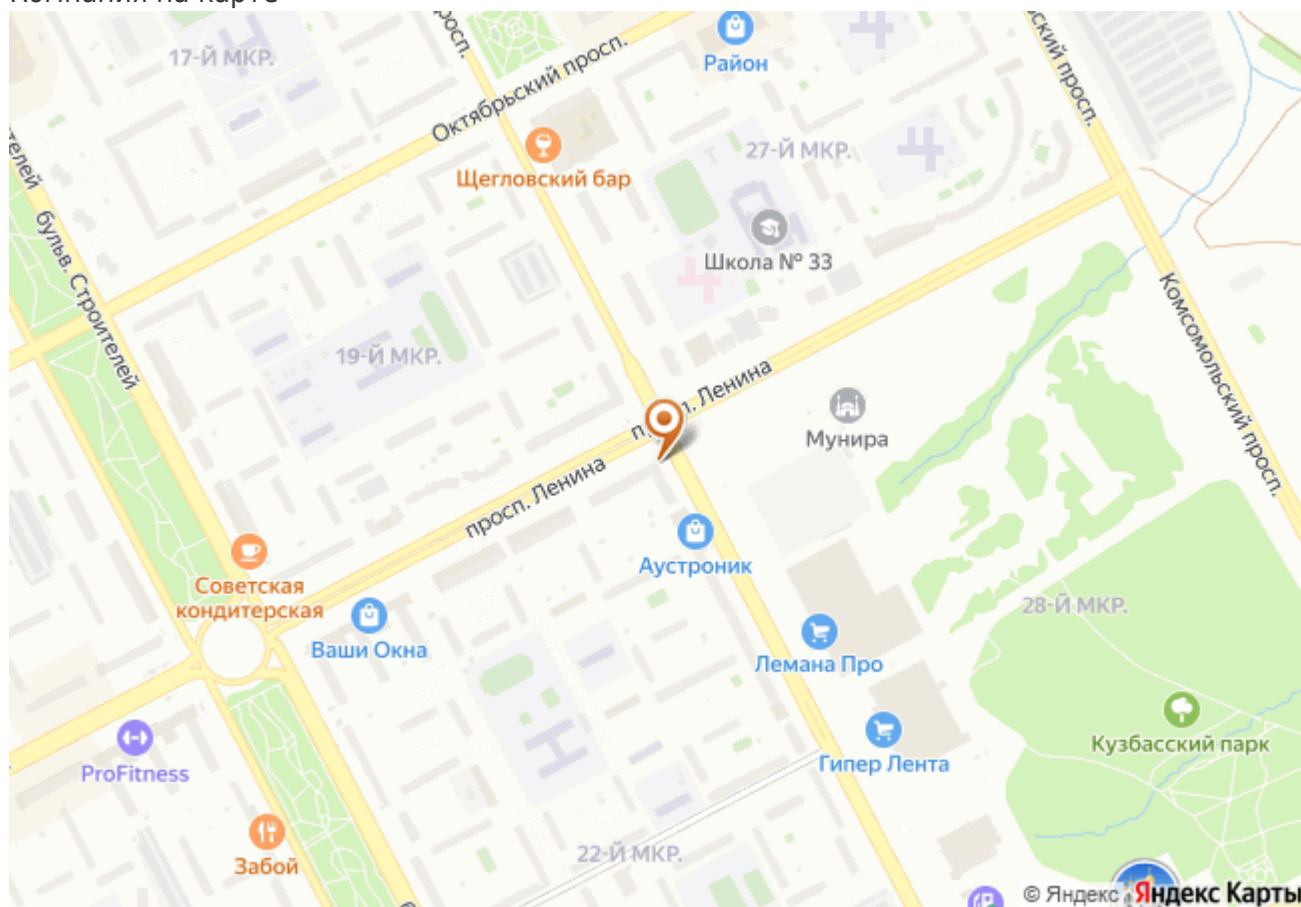 17-Й МКР.
просп.
Октябрьский просп.
Район
Щегловский бар
27-Й МКР.
Школа № 33
бульв. Строителей
19-Й МКР.
Комсомольский просп.
Ленина
Мунира
просп. Ленина
Аустроник
Советская
кондитерская
Ваши Окна
28-Й МКР.
Лемана Про
Кузбасский парк
Гипер Лента
ProFitness
Забой
22-Й МКР.
© Яндекс
Яндекс Карты